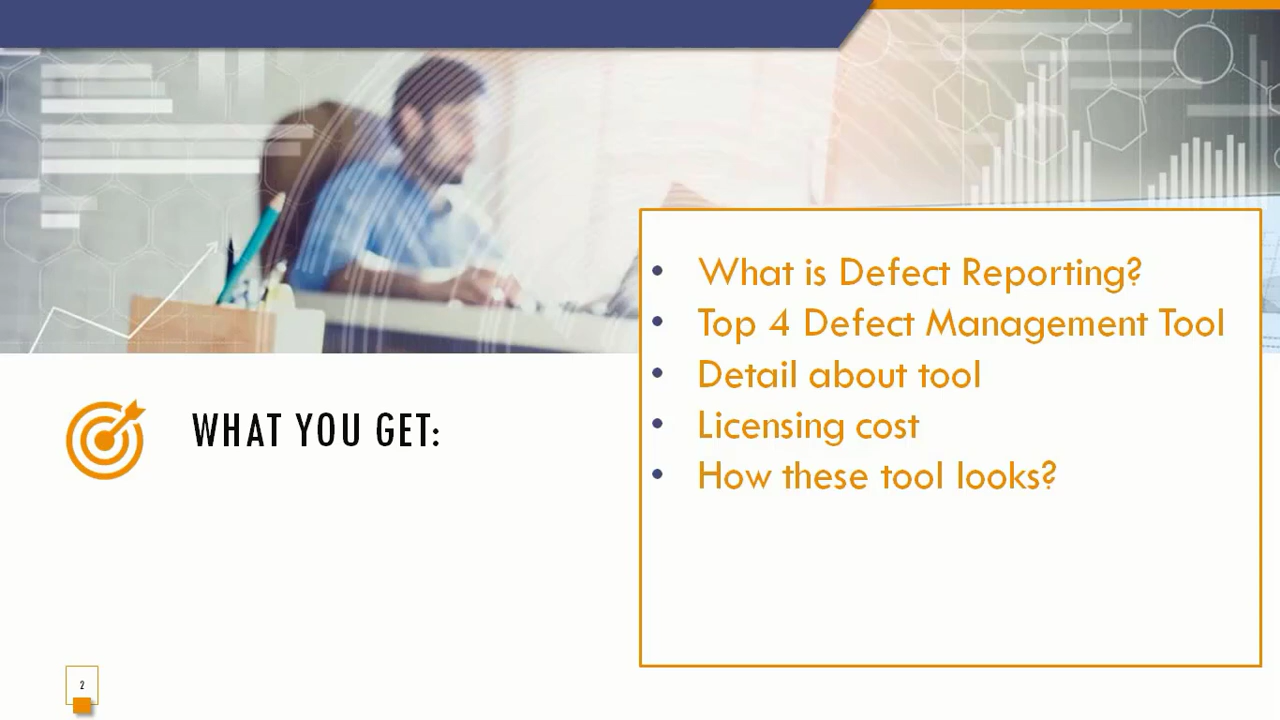 What is Defect Reporting?
Top 4 Defect Management Tool
Detail about tool
Licensing cost
How these tool looks?
WHAT YOU GET:
2